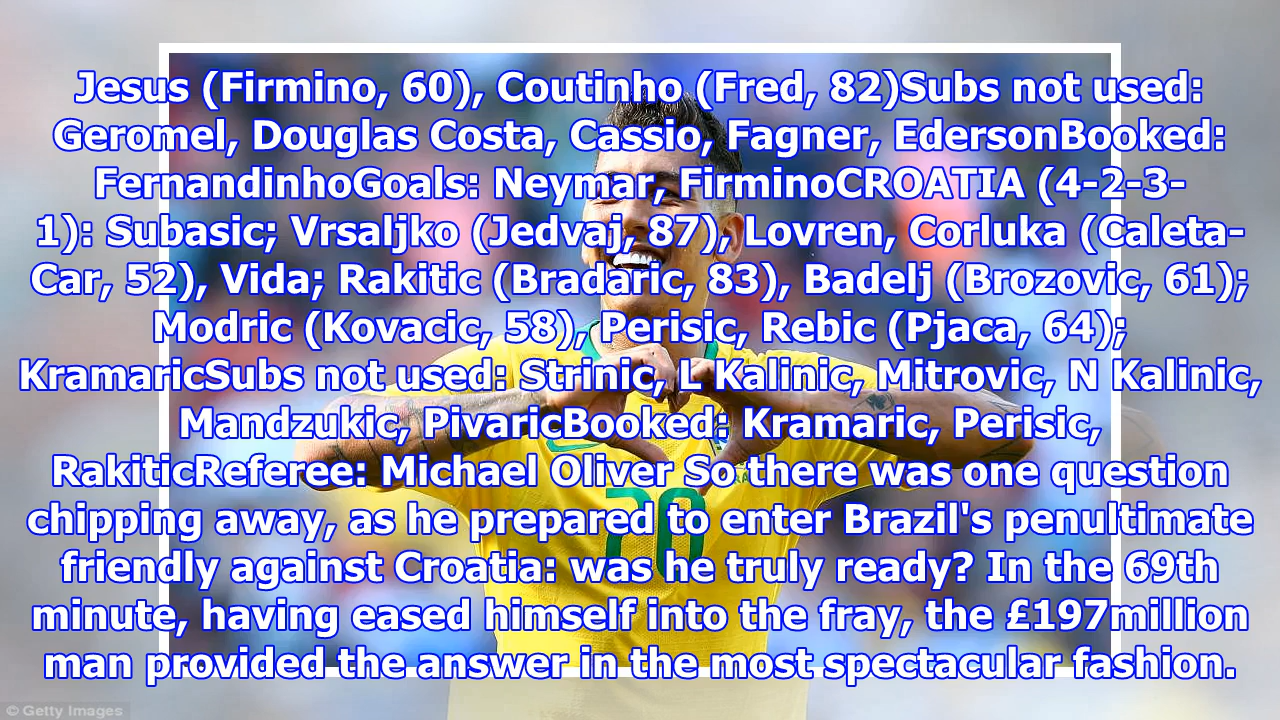 Jesus (Firmino, 60), Coutinho (Fred, 82)Subs not used:
Geromel, Douglas Costa, Cassio, Fagner, EdersonBooked:
FernandinhoGoals: Neymar, FirminoCROATIA (4-2-3-
1): Subasic; Vrsaljko (Jedvaj, 87), Lovren, Corluka (Caleta-
Car, 52), Vida; Rakitic (Bradaric, 83), Badelj (Brozovic, 61);
Modric (Kovacic, 58), Perisic, Rebic (Pjaca, 64);
KramaricSubs not used: Strinic, L Kalinic, Mitrovic, N Kalinic,
Mandzukic, PivaricBooked: Kramaric, Perisic,
RakiticReferee: Michael Oliver So there was one question
chipping away, as he prepared to enter Brazil's penultimate
friendly against Croatia: was he truly ready? In the 69th
minute, having eased himself into the fray, the £197million
man provided the answer in the most spectacular fashion.
20
© Getty Images